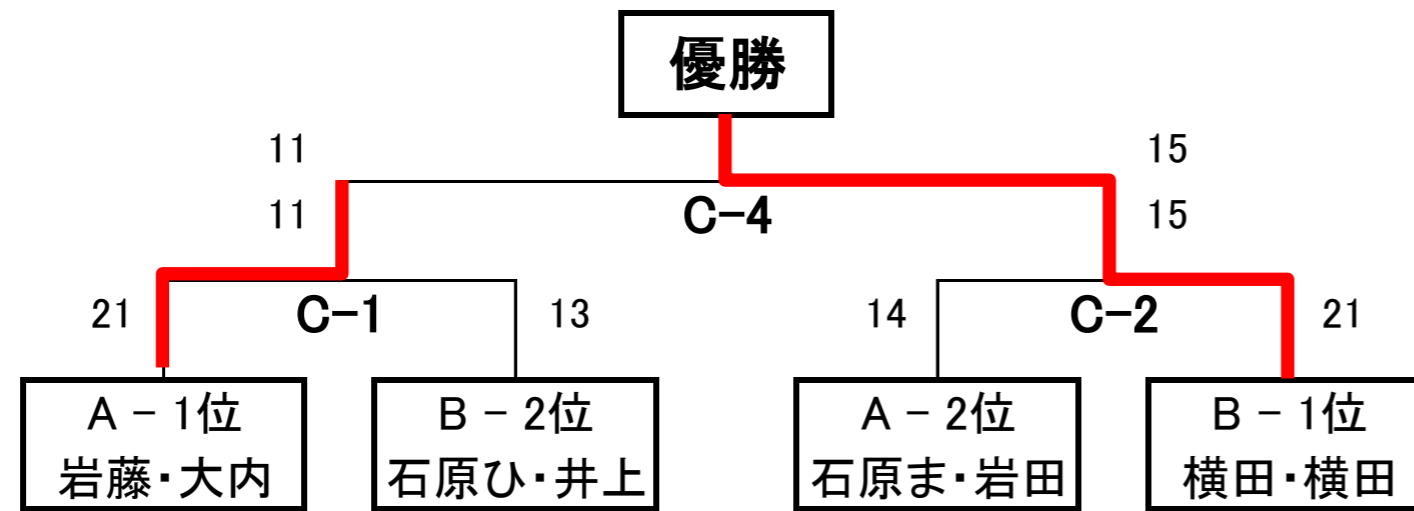 優勝
11
15
11
C-4
15
21
C-1
13
14
C-2
21
A - 1位
岩藤・大内
B - 2位
石原ひ・井上
A - 2位
石原ま・岩田
B - 1位
横田・横田